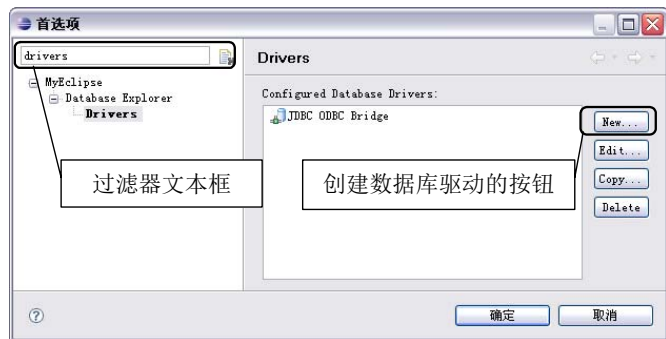 首选项
drivers
MyEclipse
Database Explorer
Drivers
Drivers
Configured Database Drivers:
JDBC ODBC Bridge
New...
Edit...
Copy...
Delete
过滤器文本框
创建数据库驱动的按钮
确定
取消